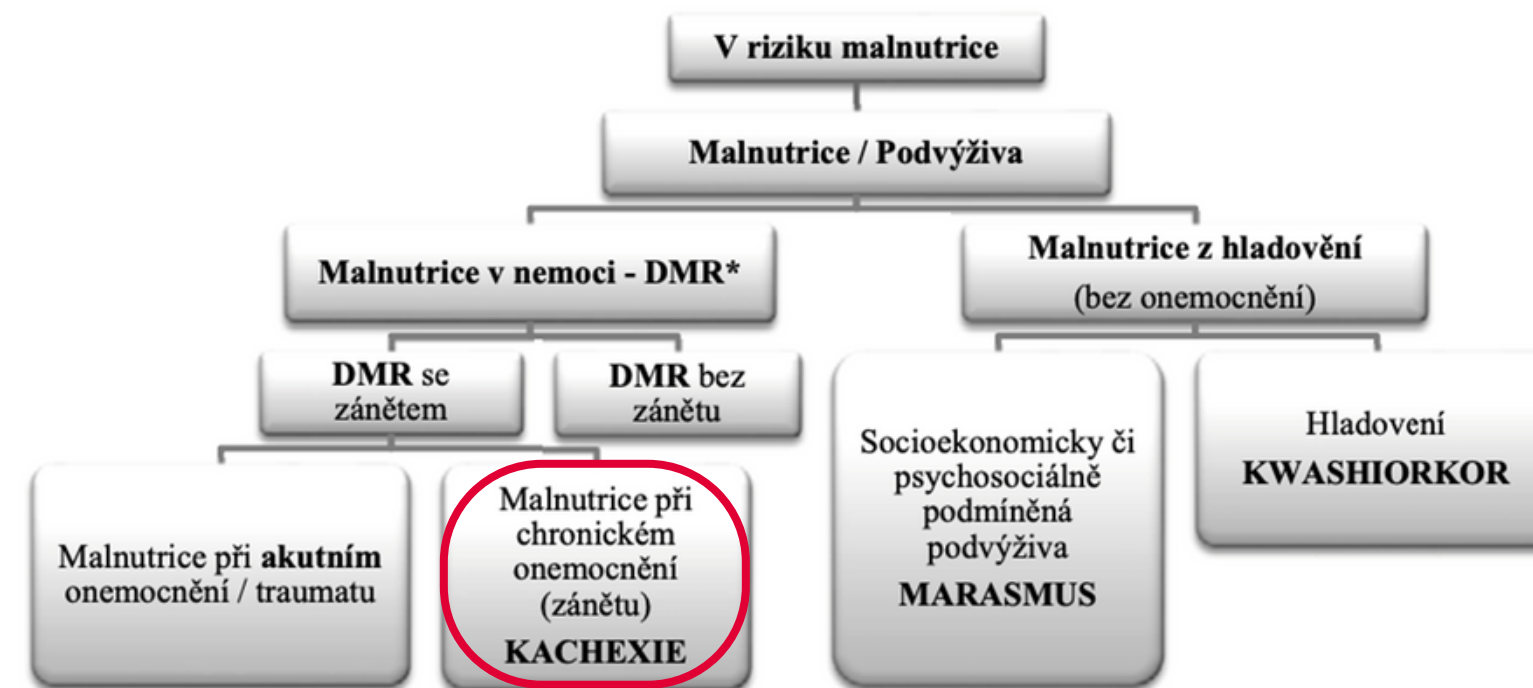 V riziku malnutrice
Malnutrice / Podvýživa
Malnutrice v nemoci - DMR*
Malnutrice z hladovění
(bez onemocnění)
DMR se
zánětem
DMR bez
zánětu
Malnutrice při akutním
onemocnění / traumatu
Malnutrice při
chronickém
onemocnění
(zánětu)
KACHEXIE
Socioekonomicky či
psychosociálně
podmíněná
podvýživa
MARASMUS
Hladovení
KWASHIORKOR